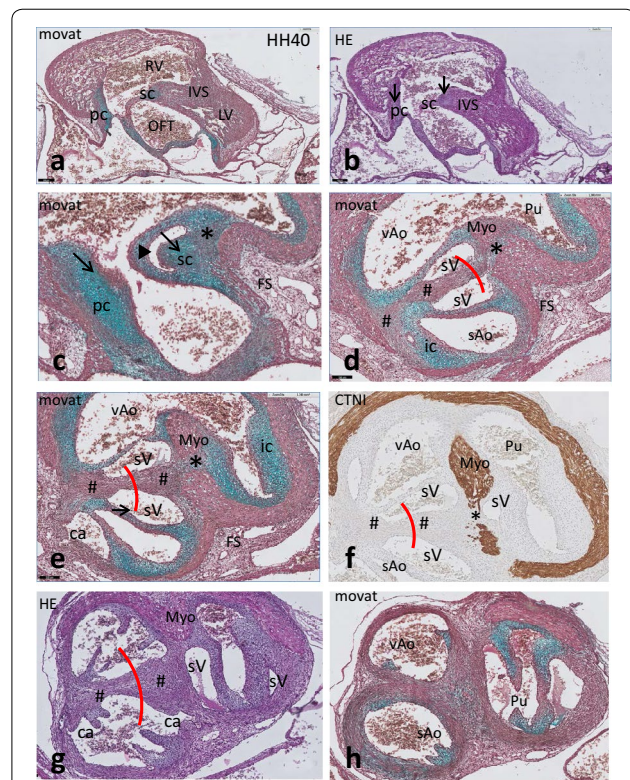 movat HH40
RV
sc IVS
pc LV
OFT
a
HE
sc IVS
pc
b
movat
*
sc
FS
pc
c
movat
Pu
vAo Myo
*
sV
#
sV
# FS
sAo
ic
d
movat
vAo
Myo ic
sV
*
# #
sV
ca FS
e
CTNI
vAo Pu
Myo
sV
sV
# # *
sV
sAo
f
HE
Myo
sV
# sV
#
ca
ca
g
movat
vAo
Pu
sAo
h